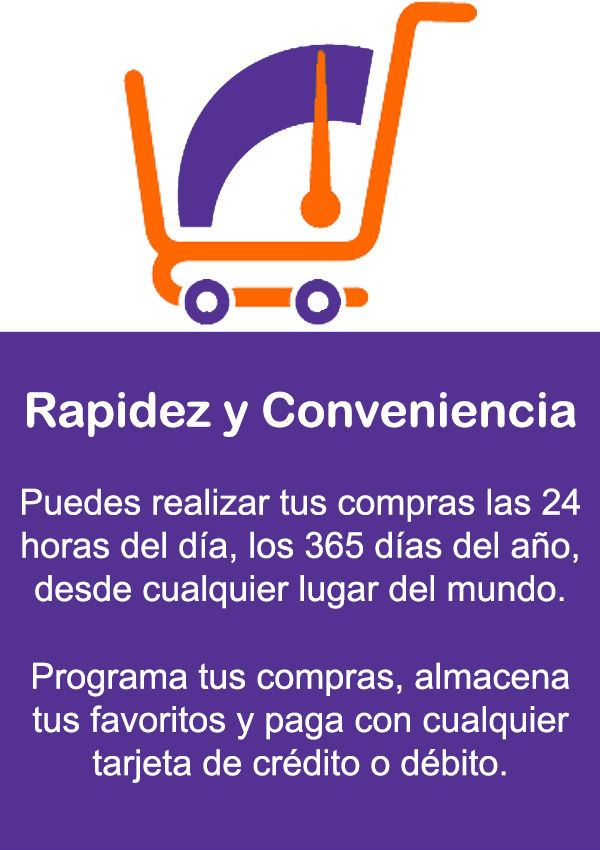 Rapidez y Conveniencia
Puedes realizar tus compras las 24
horas del día, los 365 días del año,
desde cualquier lugar del mundo.
Programa tus compras, almacena
tus favoritos y paga con cualquier
tarjeta de crédito o débito.